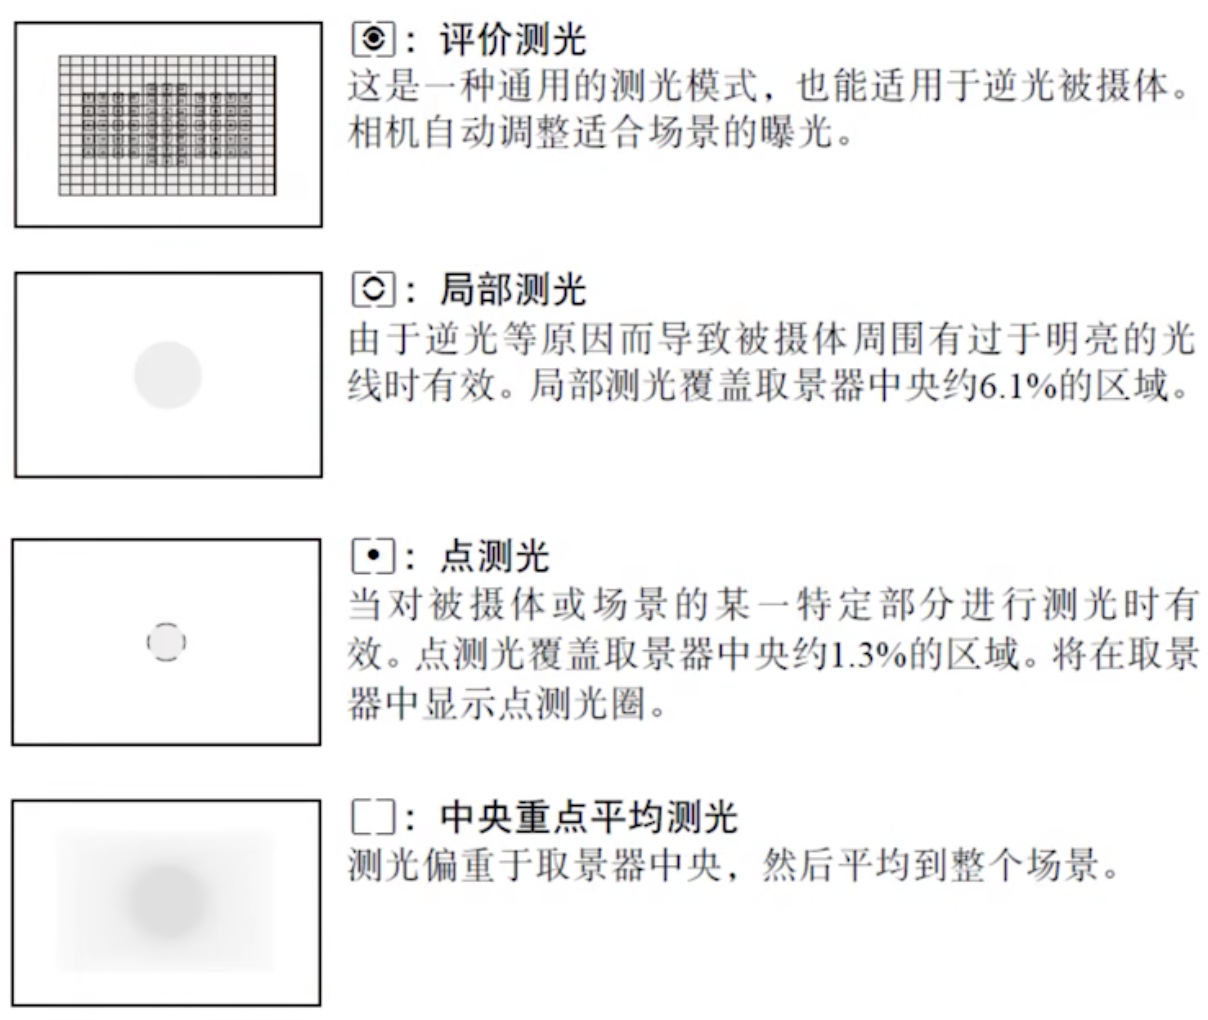 ：评价测光
这是一种通用的测光模式，也能适用于逆光被摄体。
相机自动调整适合场景的曝光。
：局部测光
由于逆光等原因而导致被摄体周围有过于明亮的光
线时有效。局部测光覆盖取景器中央约6.1%的区域。
：点测光
当对被摄体或场景的某一特定部分进行测光时有
效。点测光覆盖取景器中央约1.3%的区域。将在取景
器中显示点测光圈。
：中央重点平均测光
测光偏重于取景器中央，然后平均到整个场景。